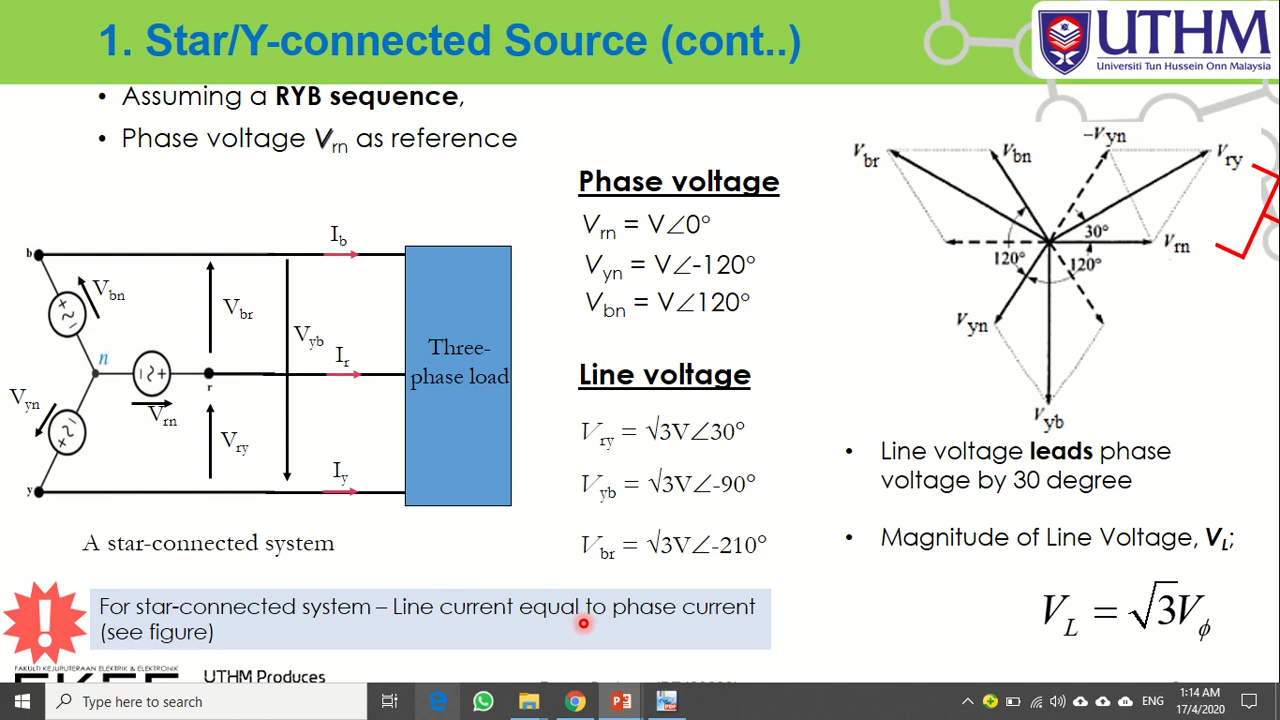 1. Star/Y-connected Source (cont..)
UTHM
Universiti Tun Hussein Onn Malaysia
• Assuming a RYB sequence,
• Phase voltage Vrn as reference
b
Ib
Vbn
Vbr
Vyb
n
Ir
Three-
phase load
r
Vyn
Vrn
Vry
Iy
y
A star-connected system
Phase voltage
Vrn = V∠0°
Vyn = V∠-120°
Vbn = V∠120°
Line voltage
Vry = √3V∠30°
Vyb = √3V∠-90°
Vbr = √3V∠-210°
−Vyn
Vbr
Vbn
Vry
30°
Vrn
120°
120°
Vyn
Vyb
• Line voltage leads phase
voltage by 30 degree
• Magnitude of Line Voltage, VL;
VL = √3Vϕ
For star-connected system – Line current equal to phase current
(see figure)
FAKULTI KEJURUTERAAN ELEKTRIK & ELEKTRONIK
UTHM Produces
Type here to search
ENG
1:14 AM
17/4/2020